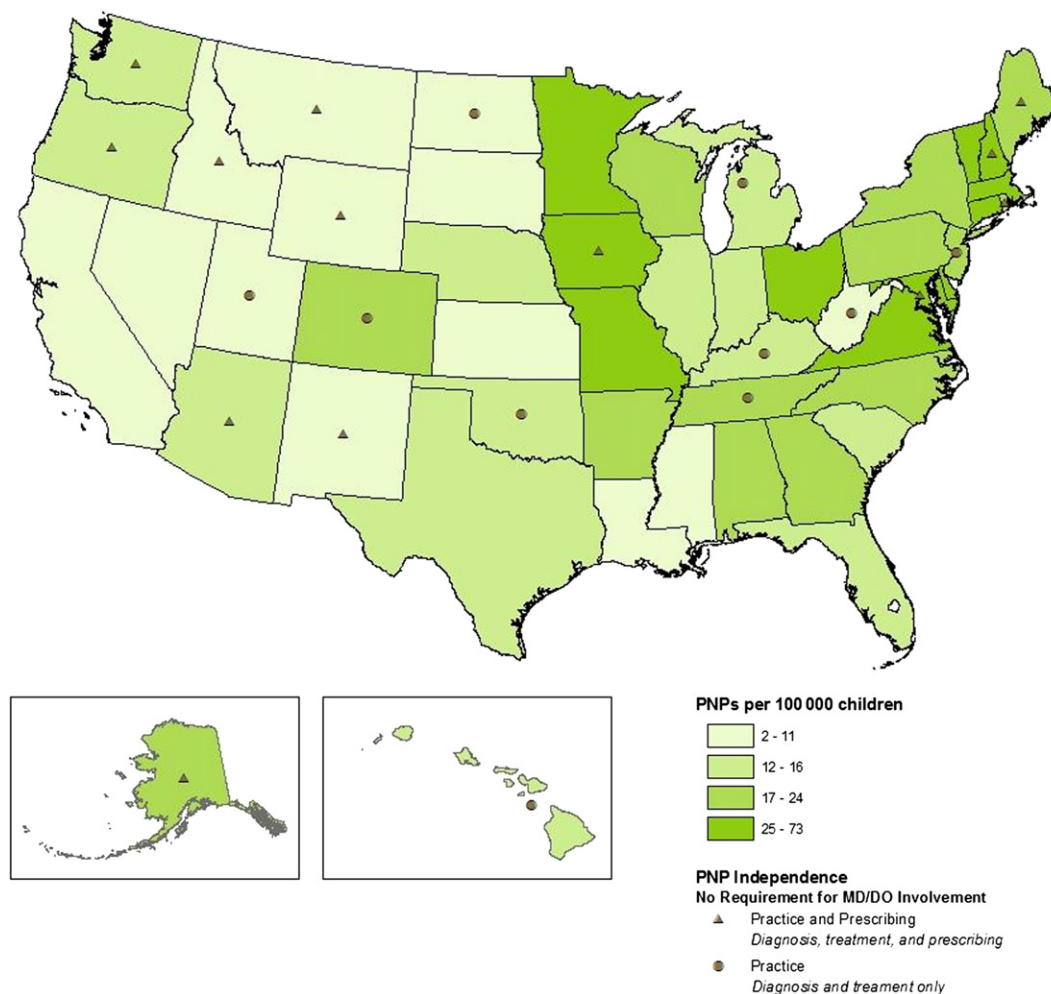 PNPs per 100 000 children
2 - 11
12 - 16
17 - 24
25 - 73
PNP Independence
No Requirement for MD/DO Involvement
Practice and Prescribing
Diagnosis, treatment, and prescribing
Practice
Diagnosis and treament only